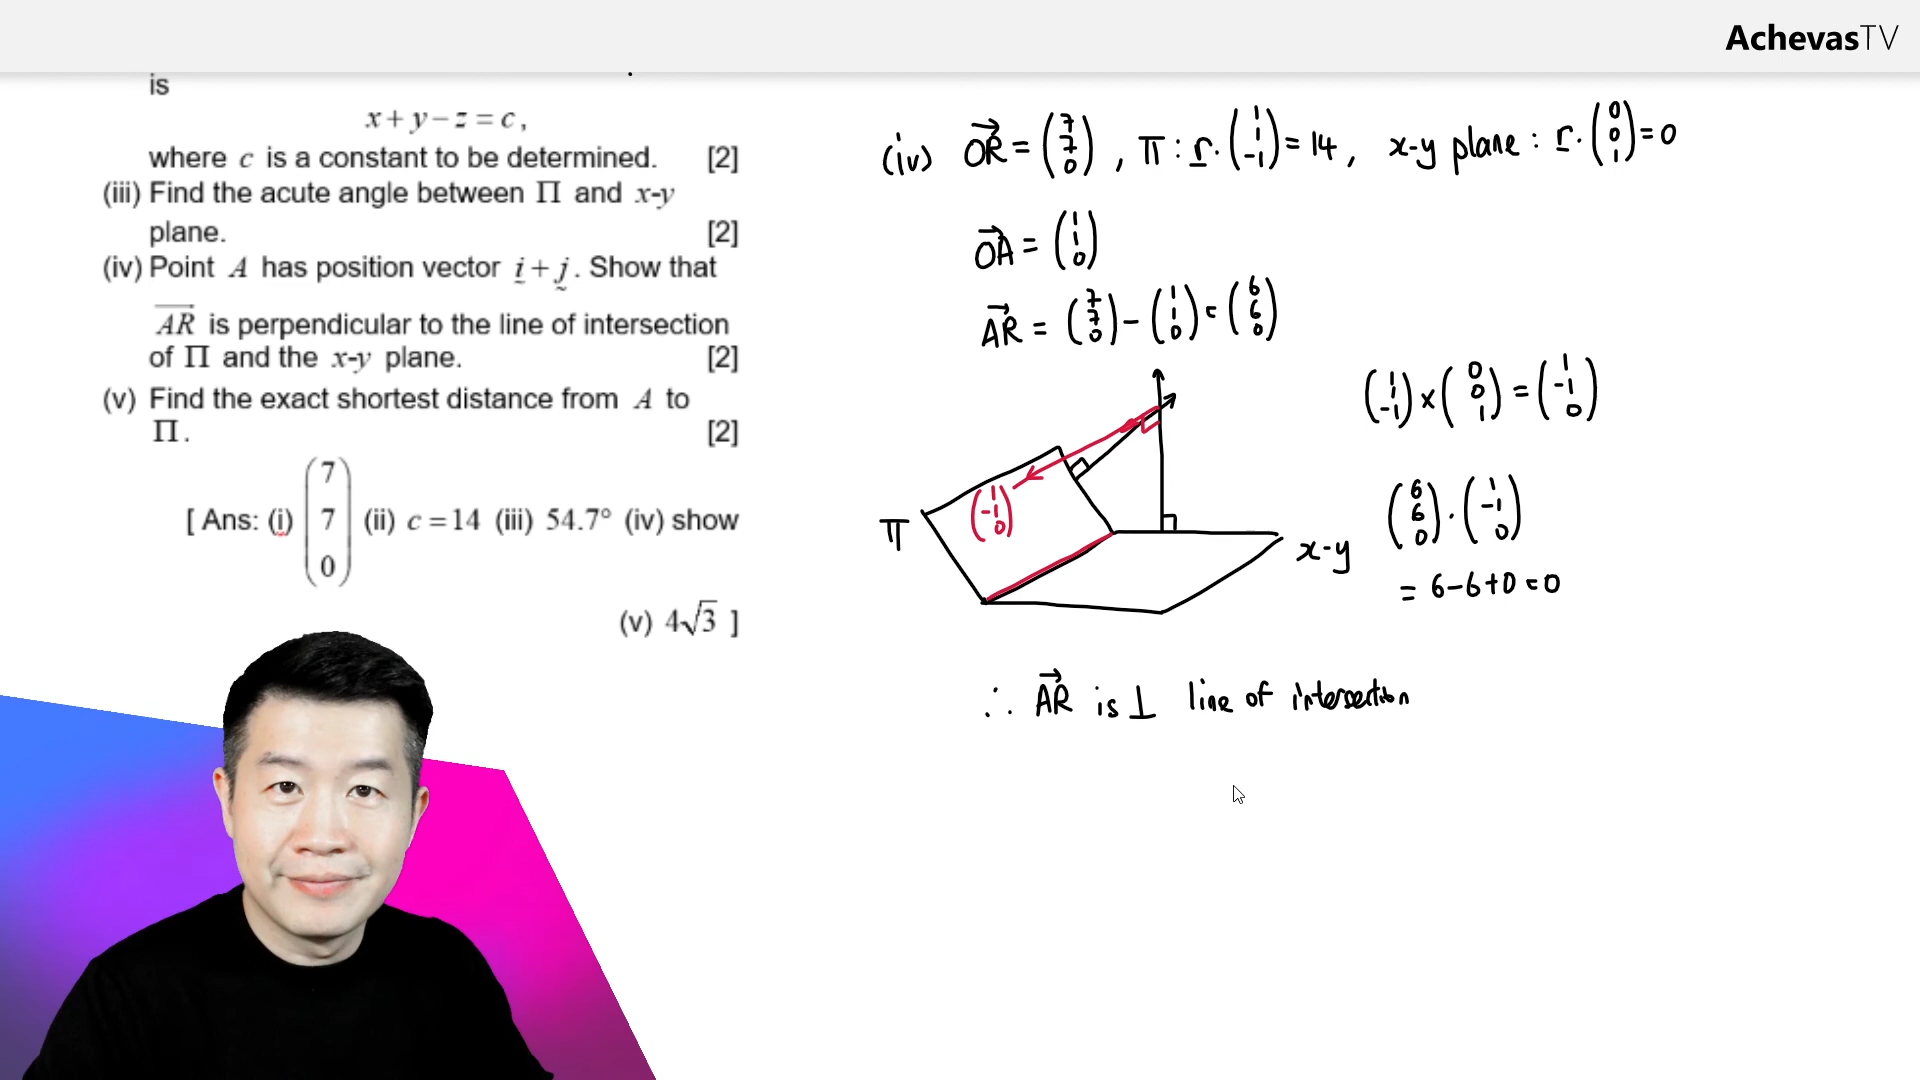 AchevasTV
is
x + y − z = c ,
where c is a constant to be determined. [2]
(iii) Find the acute angle between Π and x-y
plane. [2]
(iv) Point A has position vector i + j . Show that
AR is perpendicular to the line of intersection
of Π and the x-y plane. [2]
(v) Find the exact shortest distance from A to
Π. [2]
[ Ans: (i) (7 7 0) (ii) c = 14 (iii) 54.7° (iv) show
(v) 4√3 ]
(iv) OR = (7 7 0) , Π : r · (1 1 -1) = 14 , x-y plane : r · (0 0 1) = 0
OA = (1 1 0)
AR = (7 7 0) − (1 1 0) = (6 6 0)
(1 1 -1) × (0 0 1) = (1 -1 0)
(1 -1 0)
Π
x-y
(6 6 0) · (1 -1 0)
= 6 − 6 + 0 = 0
∴ AR is ⊥ line of intersection